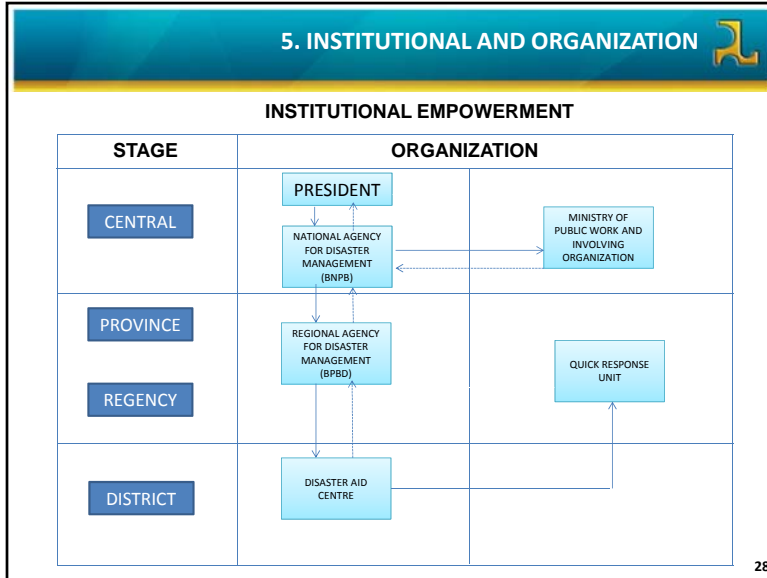 5. INSTITUTIONAL AND ORGANIZATION
INSTITUTIONAL EMPOWERMENT
STAGE
ORGANIZATION
CENTRAL
PRESIDENT
NATIONAL AGENCY
FOR DISASTER
MANAGEMENT
(BNPB)
MINISTRY OF
PUBLIC WORK AND
INVOLVING
ORGANIZATION
PROVINCE
REGENCY
REGIONAL AGENCY
FOR DISASTER
MANAGEMENT
(BPBD)
QUICK RESPONSE
UNIT
DISTRICT
DISASTER AID
CENTRE
28